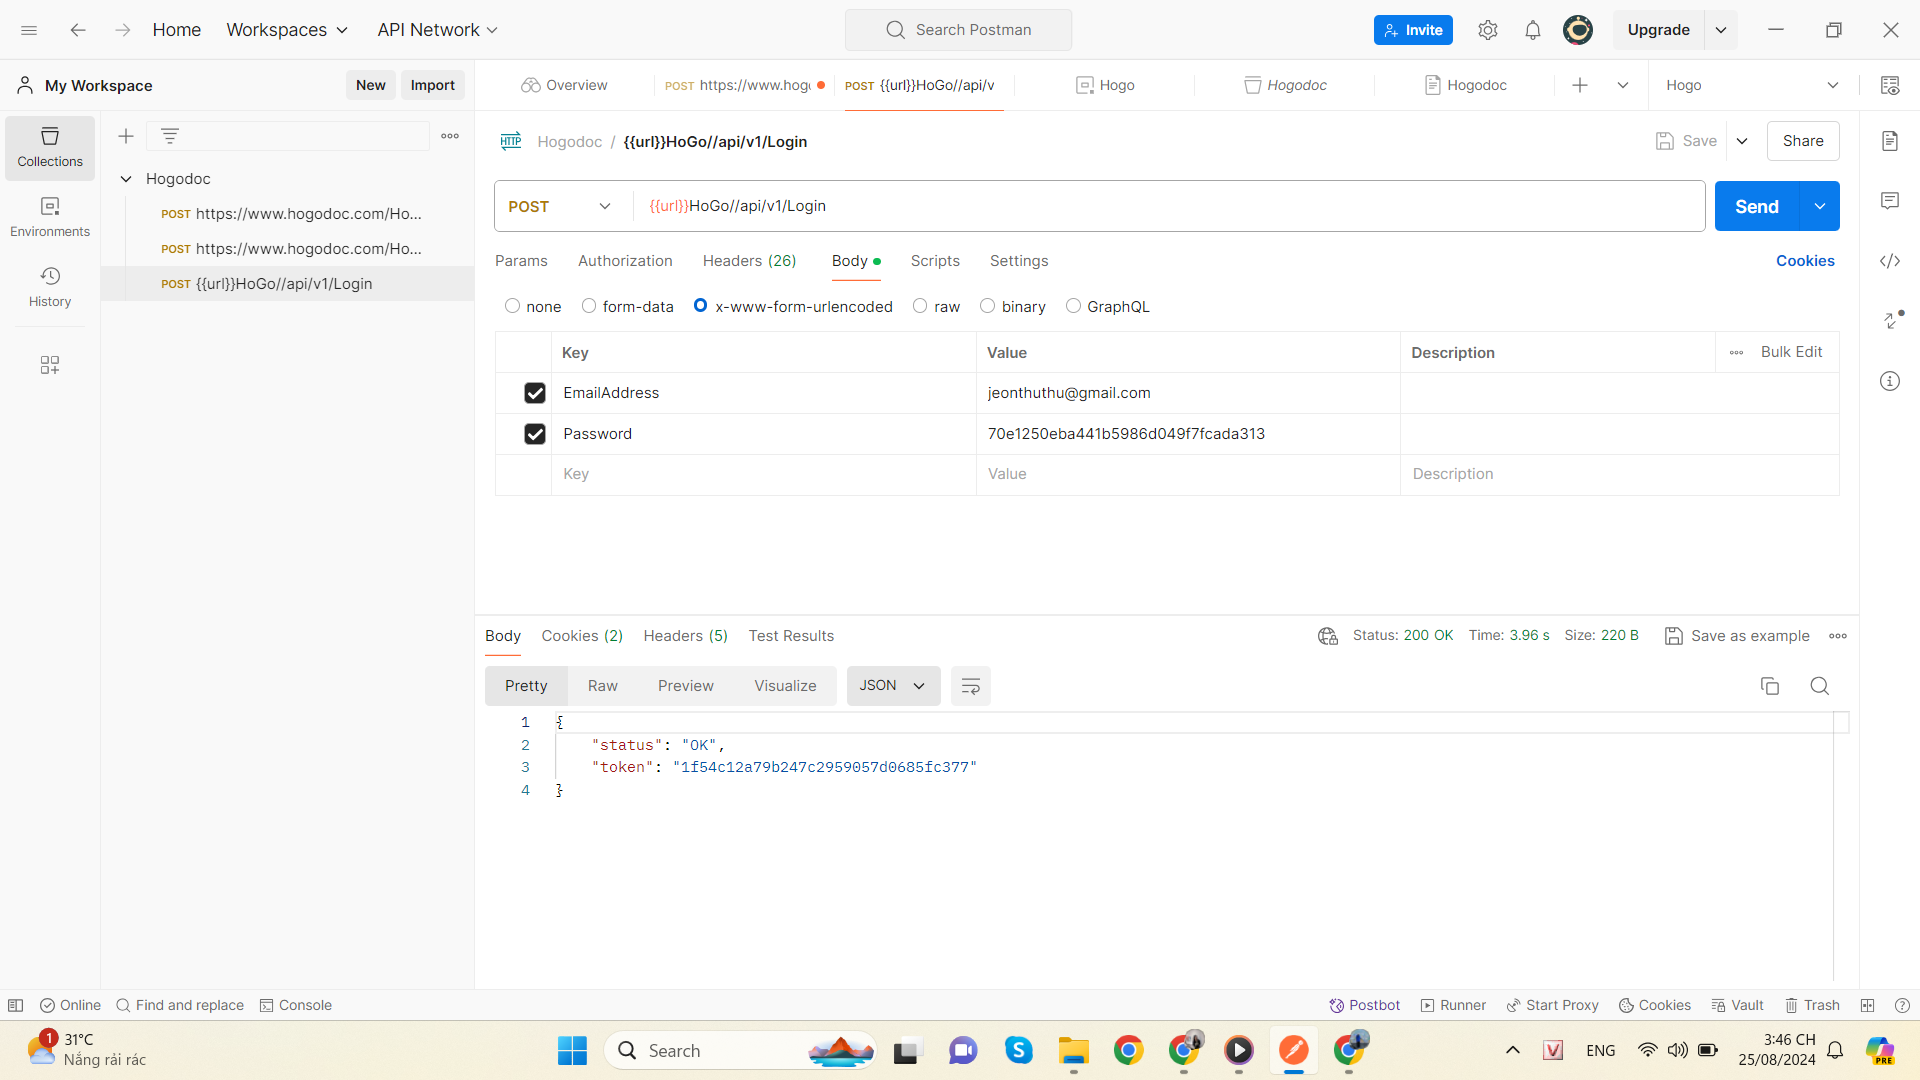 Home
Workspaces
API Network
Search Postman
Invite
Upgrade
My Workspace
New
Import
Overview
POST https://www.hog
POST {{url}}HoGo//api/v
Hogo
Hogodoc
Hogodoc
Hogo
Collections
Environments
History
Hogodoc
POST https://www.hogodoc.com/Ho...
POST https://www.hogodoc.com/Ho...
POST {{url}}HoGo//api/v1/Login
HTTP
Hogodoc / {{url}}HoGo//api/v1/Login
Save
Share
POST
{{url}}HoGo//api/v1/Login
Send
Params
Authorization
Headers (26)
Body
Scripts
Settings
Cookies
none
form-data
x-www-form-urlencoded
raw
binary
GraphQL
Key
Value
Description
Bulk Edit
EmailAddress
jeonthuthu@gmail.com
Password
70e1250eba441b5986d049f7fcada313
Key
Value
Description
Body
Cookies (2)
Headers (5)
Test Results
Status: 200 OK
Time: 3.96 s
Size: 220 B
Save as example
Pretty
Raw
Preview
Visualize
JSON
1 {
2 "status": "OK",
3 "token": "1f54c12a79b247c2959057d0685fc377"
4 }
Online
Find and replace
Console
Postbot
Runner
Start Proxy
Cookies
Vault
Trash
1
31°C
Nắng rải rác
Search
S
V
ENG
3:46 CH
25/08/2024
PRE